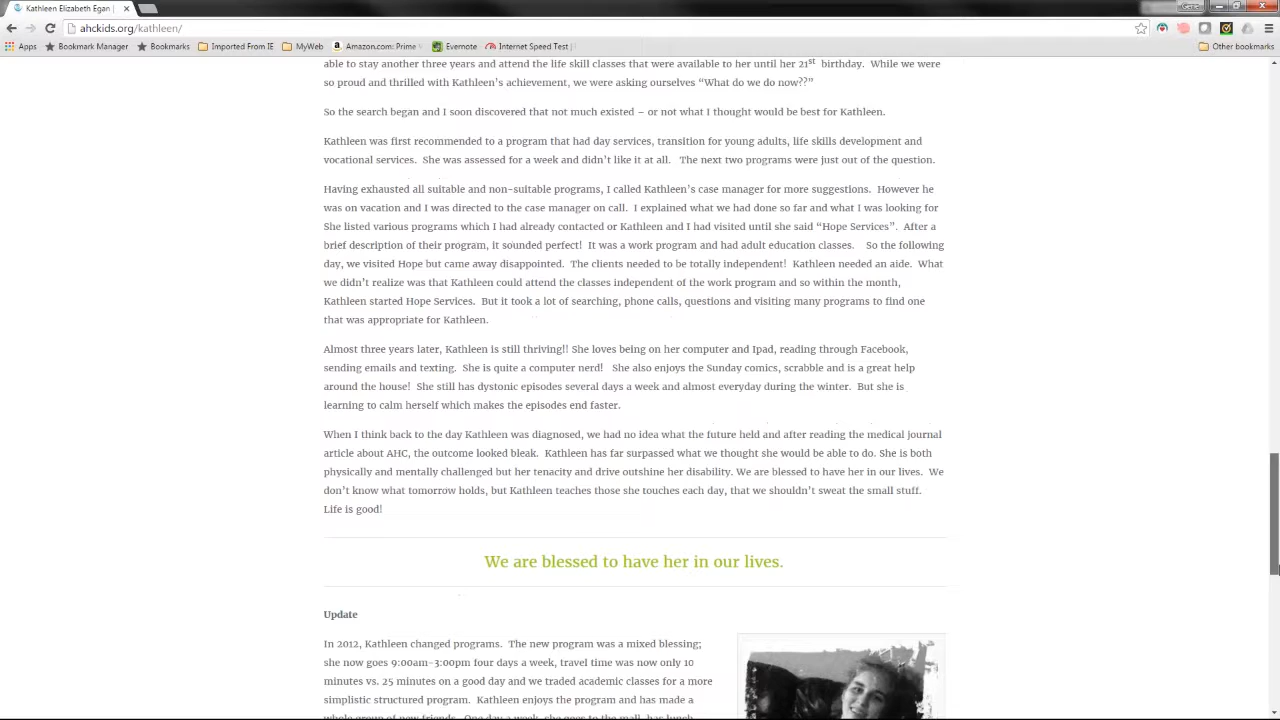 Kathleen Elizabeth Egan |
Gene
ahckids.org/kathleen/
Apps Bookmark Manager Bookmarks Imported From IE MyWeb Amazon.com: Prime Evernote Internet Speed Test | Other bookmarks
able to stay another three years and attend the life skill classes that were available to her until her 21st birthday. While we were
so proud and thrilled with Kathleen's achievement, we were asking ourselves “What do we do now??”
So the search began and I soon discovered that not much existed – or not what I thought would be best for Kathleen.
Kathleen was first recommended to a program that had day services, transition for young adults, life skills development and
vocational services. She was assessed for a week and didn’t like it at all. The next two programs were just out of the question.
Having exhausted all suitable and non-suitable programs, I called Kathleen’s case manager for more suggestions. However he
was on vacation and I was directed to the case manager on call. I explained what we had done so far and what I was looking for
She listed various programs which I had already contacted or Kathleen and I had visited until she said “Hope Services”. After a
brief description of their program, it sounded perfect! It was a work program and had adult education classes. So the following
day, we visited Hope but came away disappointed. The clients needed to be totally independent! Kathleen needed an aide. What
we didn’t realize was that Kathleen could attend the classes independent of the work program and so within the month,
Kathleen started Hope Services. But it took a lot of searching, phone calls, questions and visiting many programs to find one
that was appropriate for Kathleen.
Almost three years later, Kathleen is still thriving!! She loves being on her computer and Ipad, reading through Facebook,
sending emails and texting. She is quite a computer nerd! She also enjoys the Sunday comics, scrabble and is a great help
around the house! She still has dystonic episodes several days a week and almost everyday during the winter. But she is
learning to calm herself which makes the episodes end faster.
When I think back to the day Kathleen was diagnosed, we had no idea what the future held and after reading the medical journal
article about AHC, the outcome looked bleak. Kathleen has far surpassed what we thought she would be able to do. She is both
physically and mentally challenged but her tenacity and drive outshine her disability. We are blessed to have her in our lives. We
don’t know what tomorrow holds, but Kathleen teaches those she touches each day, that we shouldn’t sweat the small stuff.
Life is good!
We are blessed to have her in our lives.
Update
In 2012, Kathleen changed programs. The new program was a mixed blessing;
she now goes 9:00am-3:00pm four days a week, travel time was now only 10
minutes vs. 25 minutes on a good day and we traded academic classes for a more
simplistic structured program. Kathleen enjoys the program and has made a
whole group of new friends. One day a week, she goes to the mall, has lunch